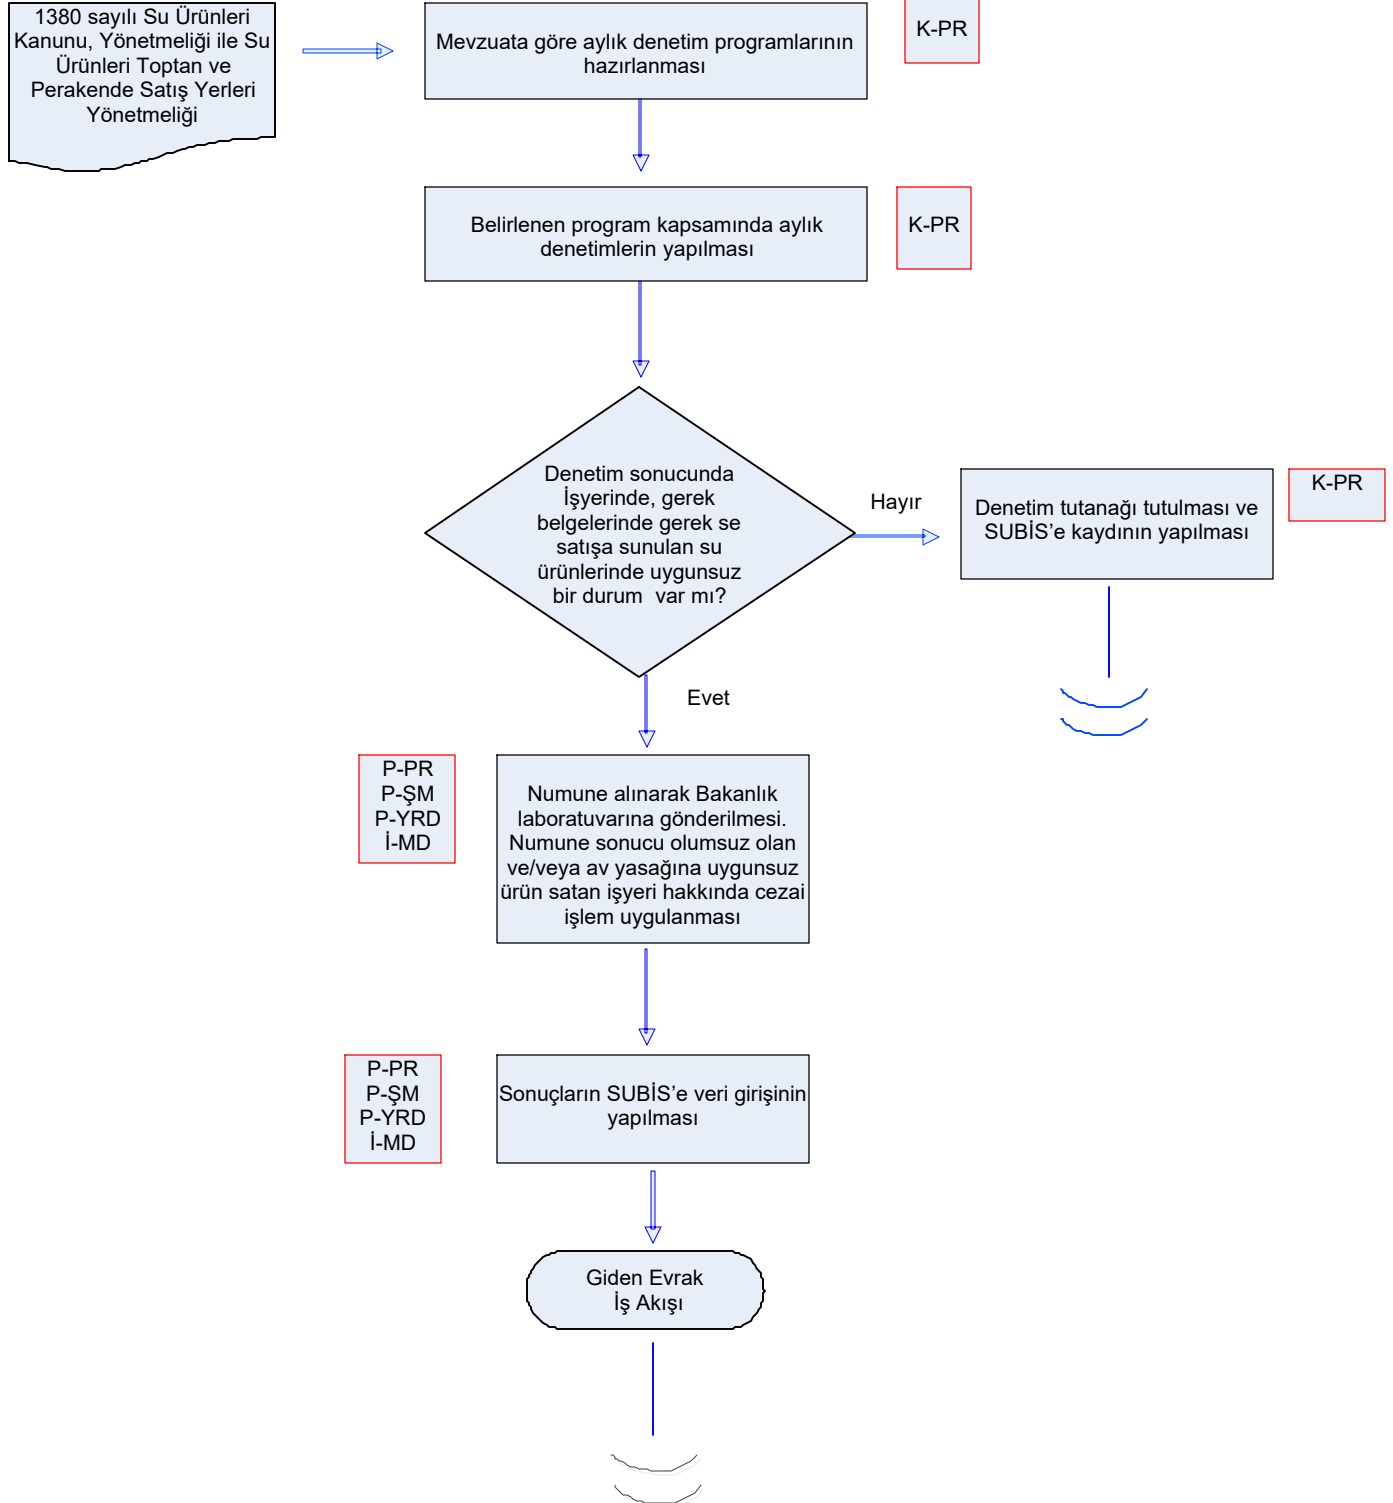 1380 sayılı Su Ürünleri
Kanunu, Yönetmeliği ile Su
Ürünleri Toptan ve
Perakende Satış Yerleri
Yönetmeliği
Mevzuata göre aylık denetim programlarının
hazırlanması
K-PR
Belirlenen program kapsamında aylık
denetimlerin yapılması
K-PR
Denetim sonucunda
İşyerinde, gerek
belgelerinde gerek se
satışa sunulan su
ürünlerinde uygunsuz
bir durum  var mı?
Hayır
Denetim tutanağı tutulması ve
SUBİS’e kaydının yapılması
K-PR
Evet
P-PR
P-ŞM
P-YRD
İ-MD
Numune alınarak Bakanlık
laboratuvarına gönderilmesi.
Numune sonucu olumsuz olan
ve/veya av yasağına uygunsuz
ürün satan işyeri hakkında cezai
işlem uygulanması
P-PR
P-ŞM
P-YRD
İ-MD
Sonuçların SUBİS’e veri girişinin
yapılması
Giden Evrak
İş Akışı